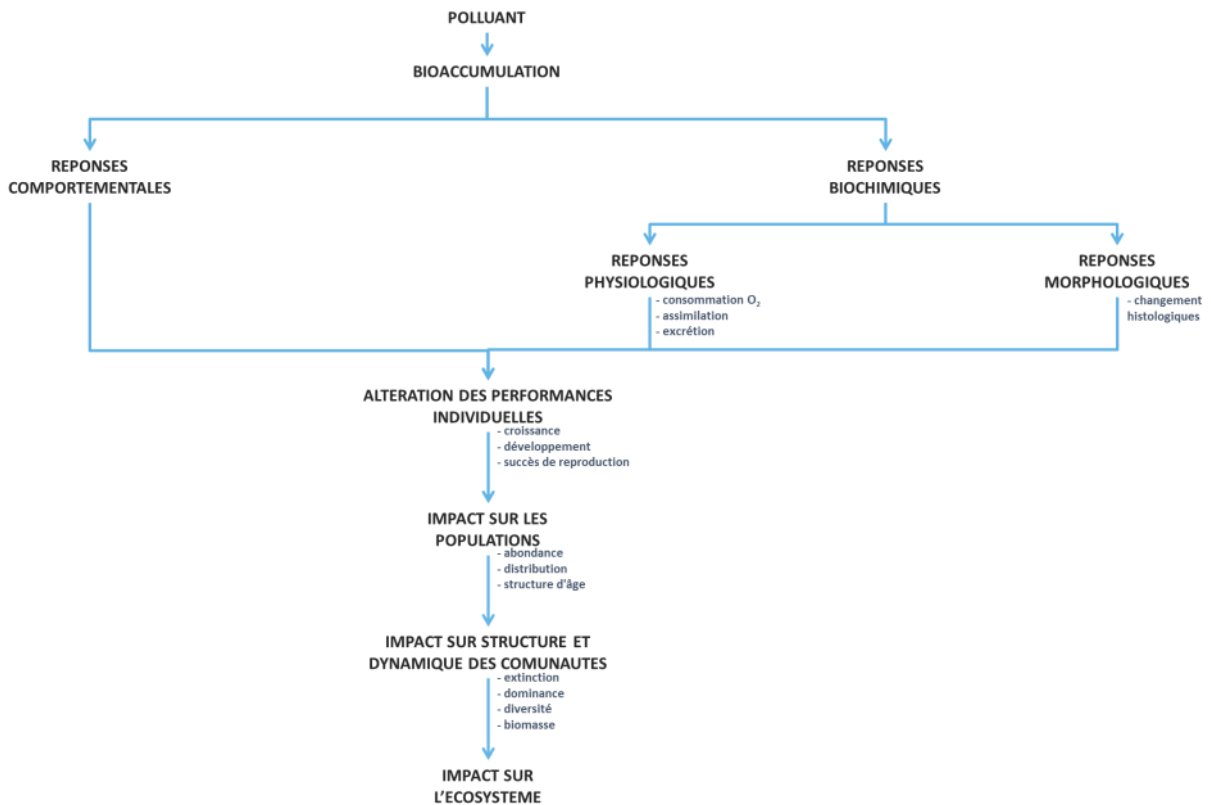 POLLUANT
BIOACCUMULATION
REPONSES
COMPORTEMENTALES
REPONSES
BIOCHIMIQUES
REPONSES
PHYSIOLOGIQUES
- consommation O₂
- assimilation
- excrétion
REPONSES
MORPHOLOGIQUES
- changement
histologiques
ALTERATION DES PERFORMANCES
INDIVIDUELLES
- croissance
- développement
- succès de reproduction
IMPACT SUR LES
POPULATIONS
- abondance
- distribution
- structure d'âge
IMPACT SUR STRUCTURE ET
DYNAMIQUE DES COMUNAUTES
- extinction
- dominance
- diversité
- biomasse
IMPACT SUR
L’ECOSYSTEME